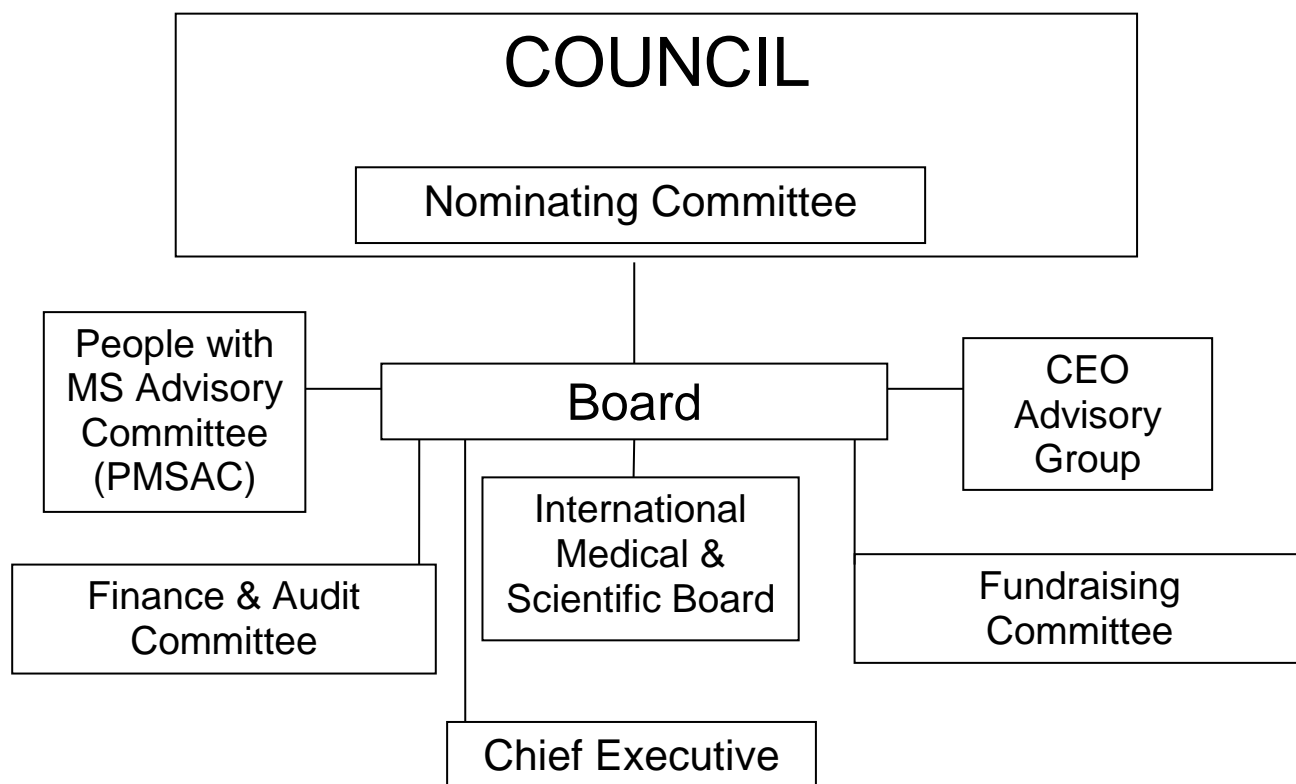 COUNCIL
Nominating Committee
People with
MS Advisory
Committee
(PMSAC)
Board
CEO
Advisory
Group
International
Medical &
Scientific Board
Finance & Audit
Committee
Fundraising
Committee
Chief Executive